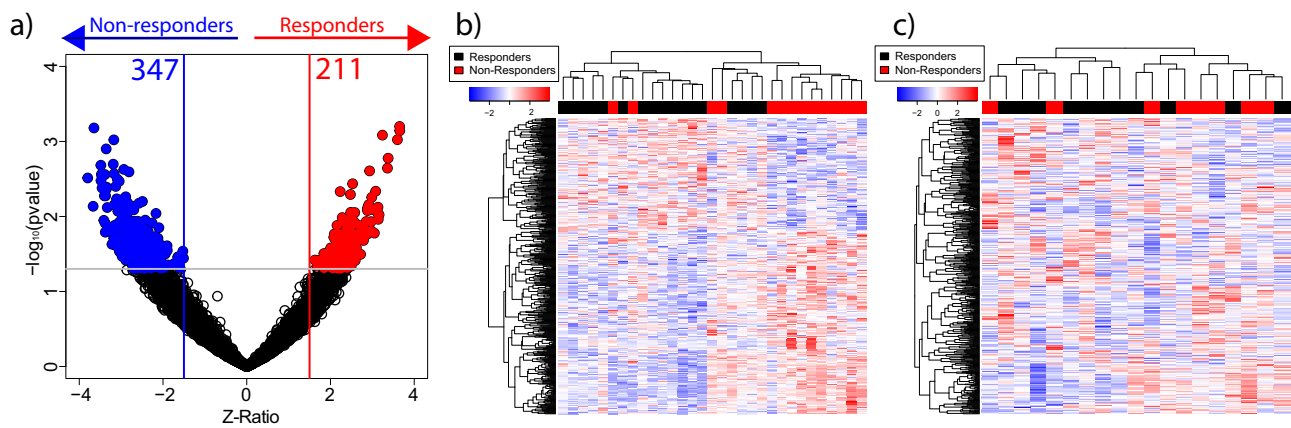 a)
Non-responders
Responders
347
211
4
3
2
1
0
−log₁₀(pvalue)
−4
−2
0
2
4
Z-Ratio
b)
Responders
Non-Responders
−2
2
c)
Responders
Non-Responders
−2
0
2